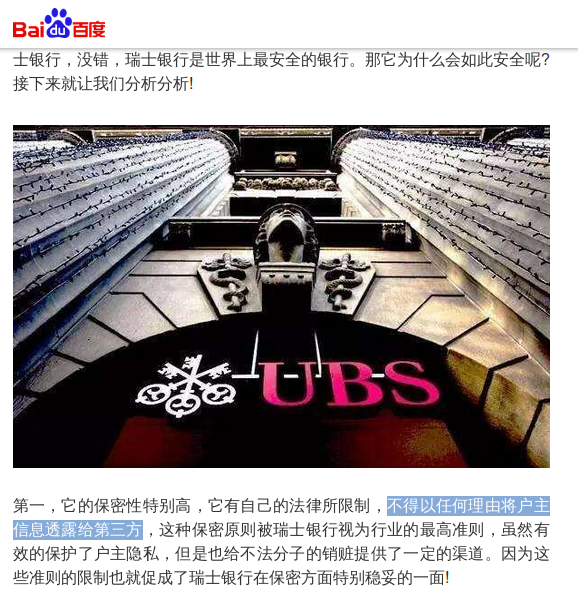 Bai du 百度
士银行，没错，瑞士银行是世界上最安全的银行。那它为什么会如此安全呢?
接下来就让我们分析分析!
UBS
第一，它的保密性特别高，它有自己的法律所限制，不得以任何理由将户主
信息透露给第三方，这种保密原则被瑞士银行视为行业的最高准则，虽然有
效的保护了户主隐私，但是也给不法分子的销赃提供了一定的渠道。因为这
些准则的限制也就促成了瑞士银行在保密方面特别稳妥的一面!